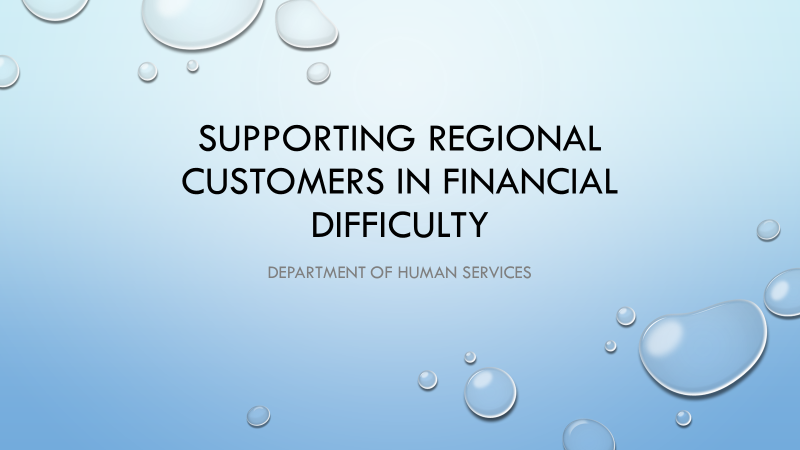 SUPPORTING REGIONAL
CUSTOMERS IN FINANCIAL
DIFFICULTY
DEPARTMENT OF HUMAN SERVICES